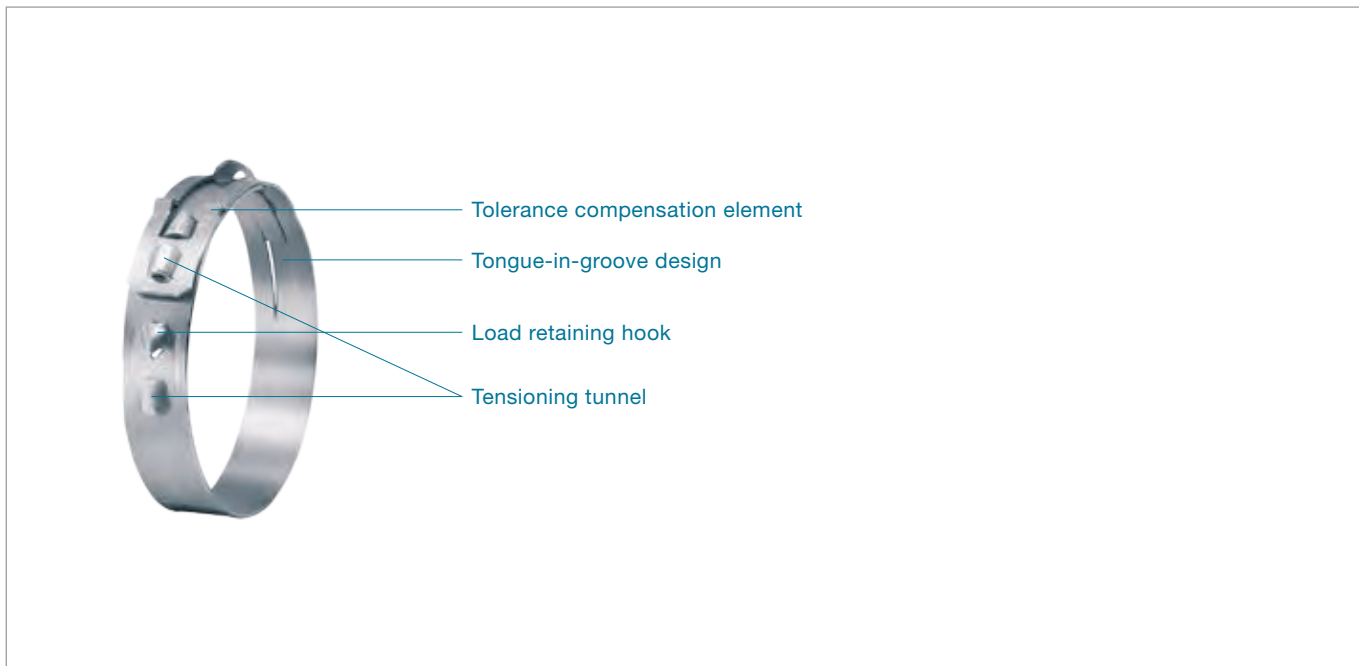 Tolerance compensation element
Tongue-in-groove design
Load retaining hook
Tensioning tunnel